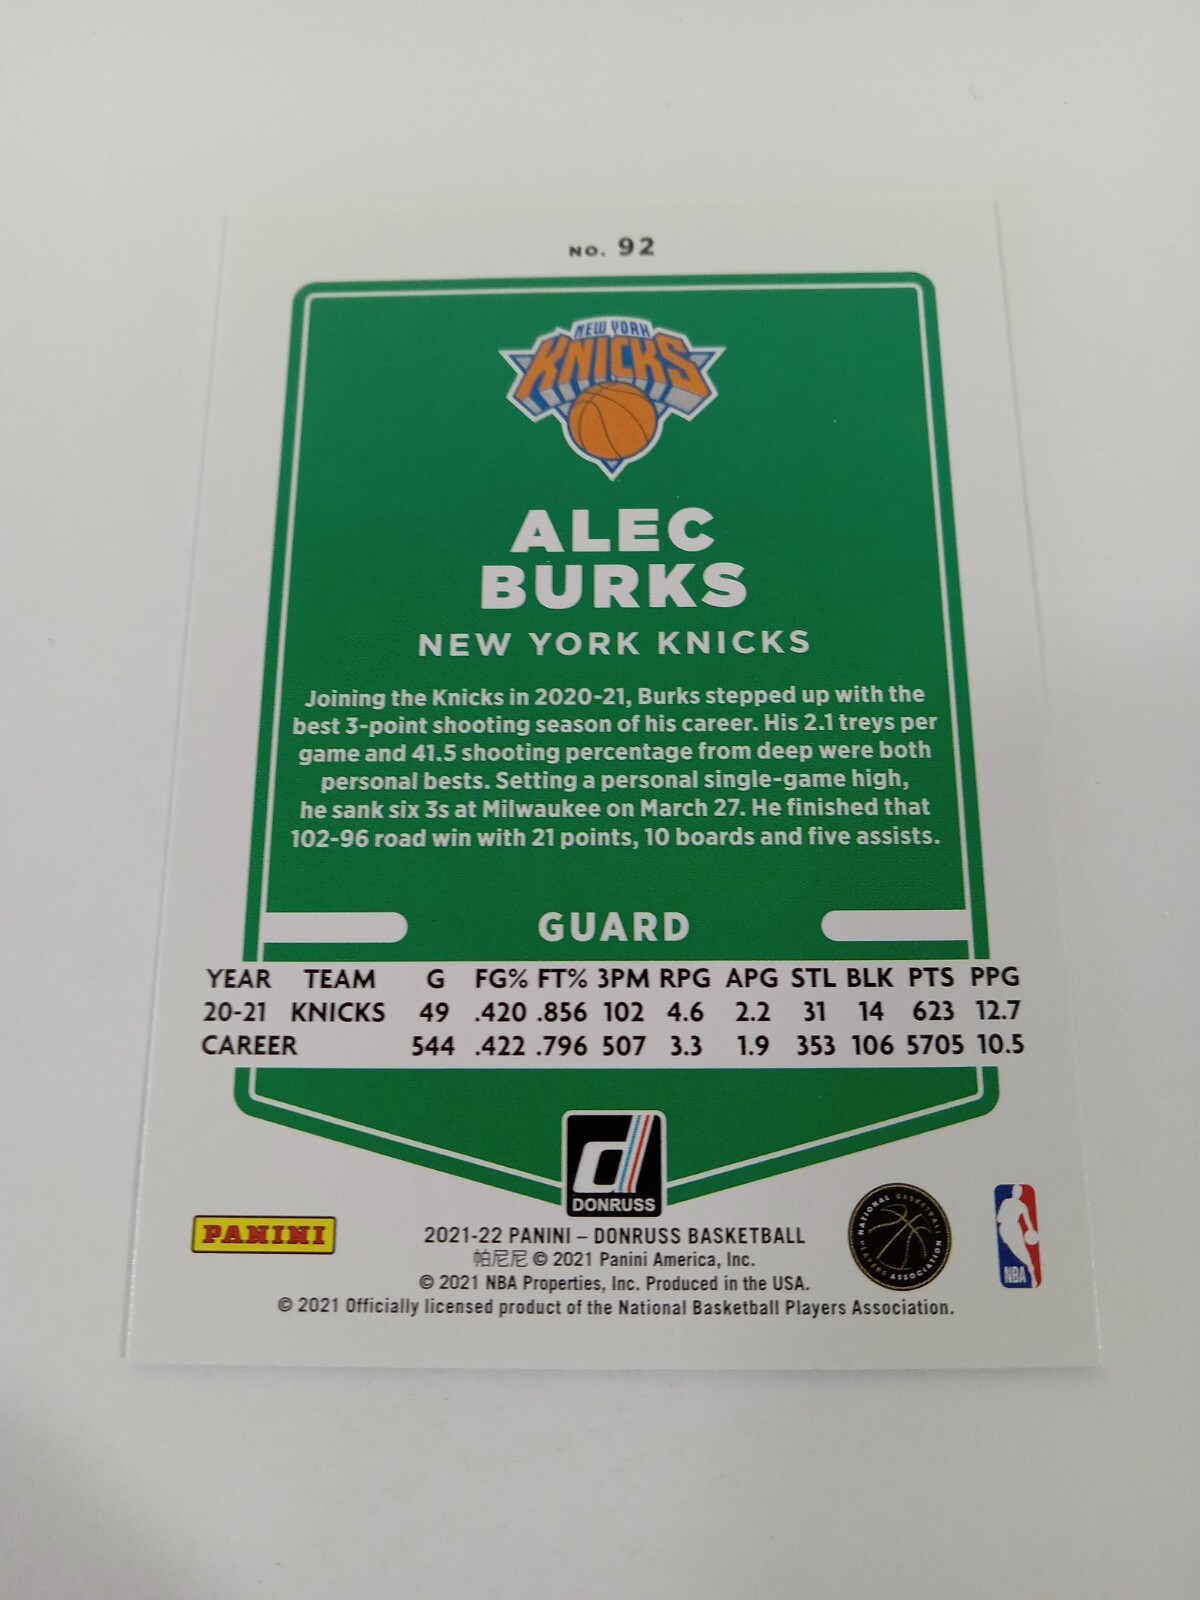 NO. 92
NEW YORK
KNICKS
ALEC
BURKS
NEW YORK KNICKS
Joining the Knicks in 2020-21, Burks stepped up with the
best 3-point shooting season of his career. His 2.1 treys per
game and 41.5 shooting percentage from deep were both
personal bests. Setting a personal single-game high,
he sank six 3s at Milwaukee on March 27. He finished that
102-96 road win with 21 points, 10 boards and five assists.
GUARD
YEAR TEAM G FG% FT% 3PM RPG APG STL BLK PTS PPG
20-21 KNICKS 49 .420 .856 102 4.6 2.2 31 14 623 12.7
CAREER 544 .422 .796 507 3.3 1.9 353 106 5705 10.5
d
DONRUSS
PANINI
2021-22 PANINI – DONRUSS BASKETBALL
帕尼尼 © 2021 Panini America, Inc.
© 2021 NBA Properties, Inc. Produced in the USA.
© 2021 Officially licensed product of the National Basketball Players Association.
NATIONAL BASKETBALL
PLAYERS ASSOCIATION
NBA